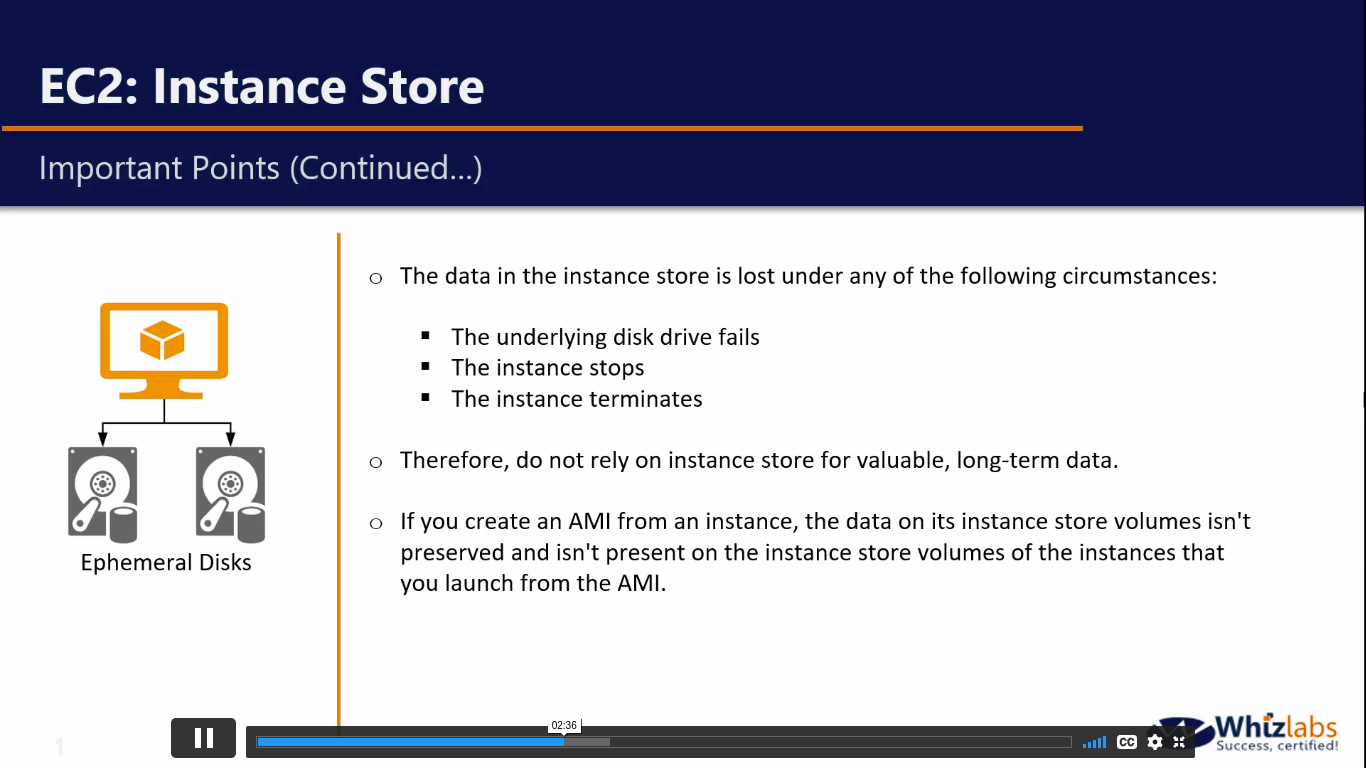 EC2: Instance Store
Important Points (Continued...)
o The data in the instance store is lost under any of the following circumstances:
▪ The underlying disk drive fails
▪ The instance stops
▪ The instance terminates
o Therefore, do not rely on instance store for valuable, long-term data.
o If you create an AMI from an instance, the data on its instance store volumes isn't
preserved and isn't present on the instance store volumes of the instances that
you launch from the AMI.
Ephemeral Disks
1
02:36
CC
Whizlabs
Success, certified!